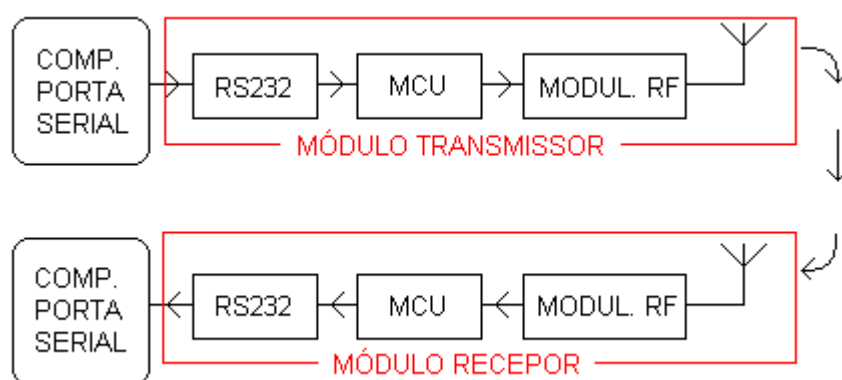 COMP.
PORTA
SERIAL
RS232
MCU
MODUL. RF
MÓDULO TRANSMISSOR
COMP.
PORTA
SERIAL
RS232
MCU
MODUL. RF
MÓDULO RECEPOR